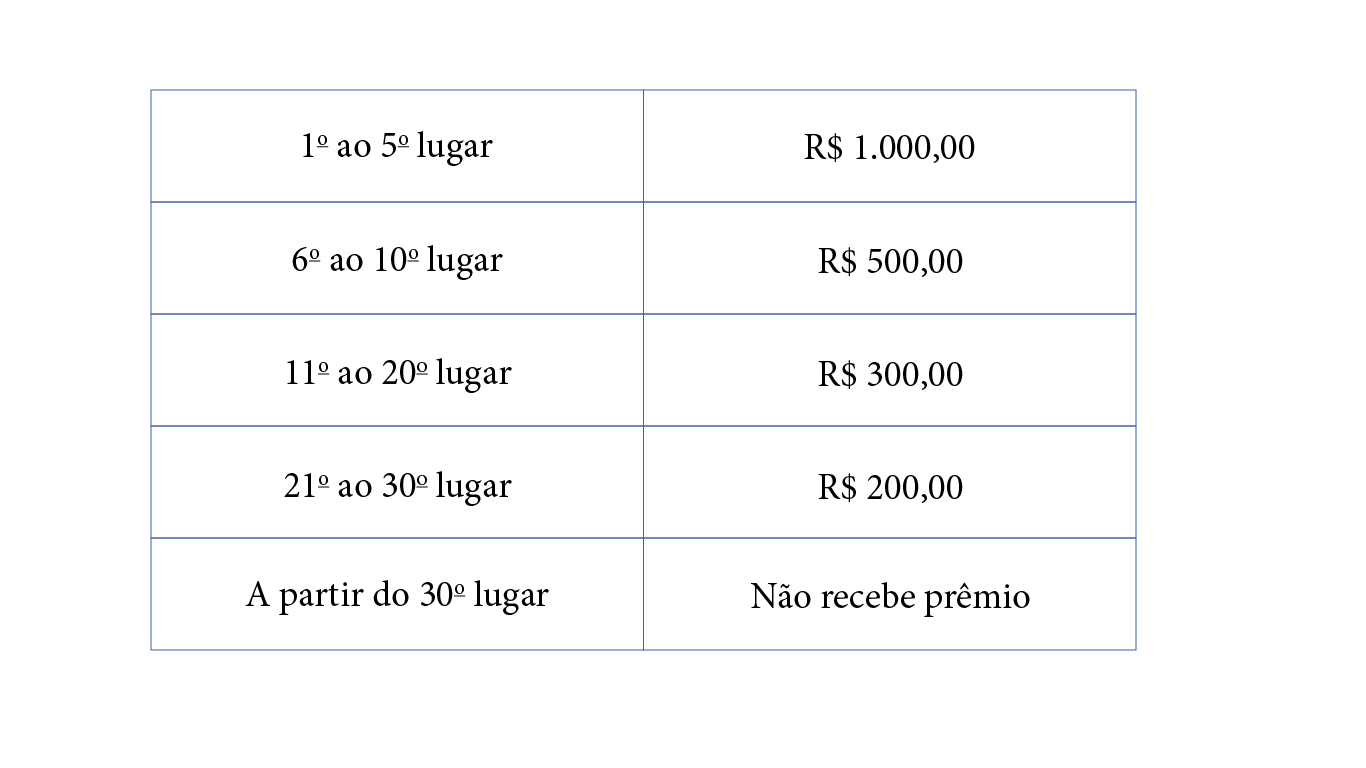 1º ao 5º lugar R$ 1.000,00
6º ao 10º lugar R$ 500,00
11º ao 20º lugar R$ 300,00
21º ao 30º lugar R$ 200,00
A partir do 30º lugar Não recebe prêmio